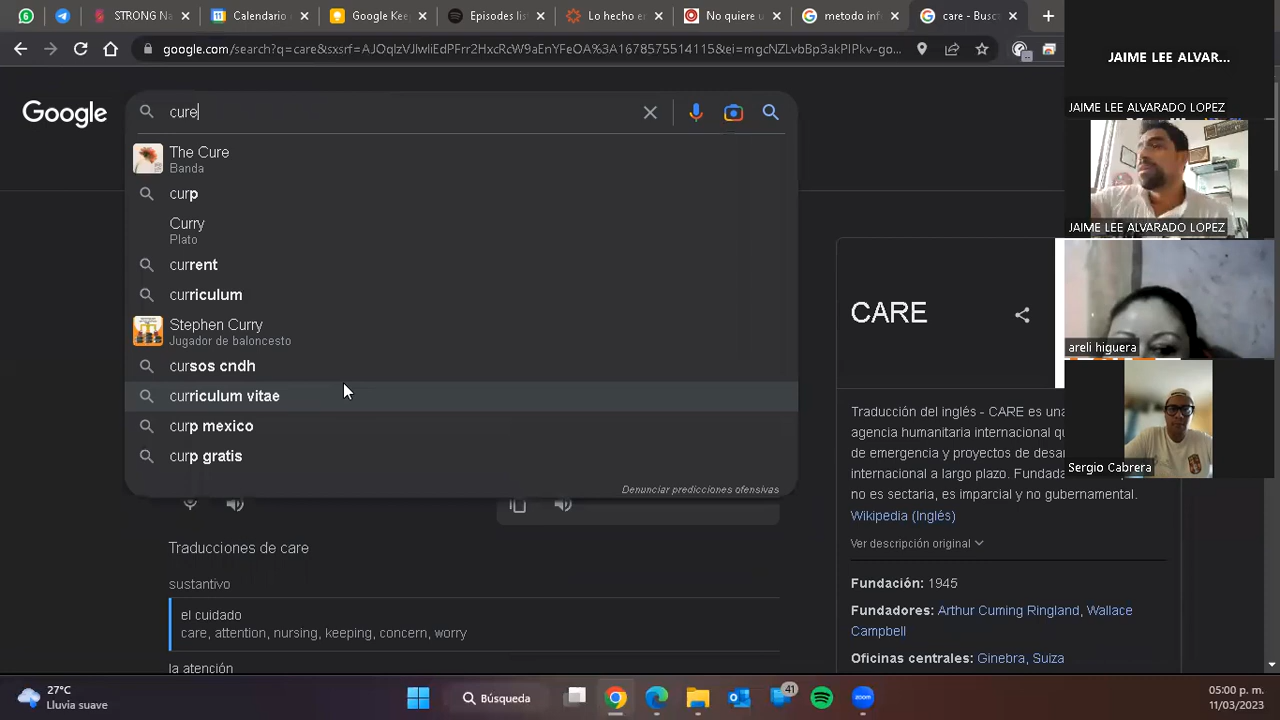 6
STRONG Na
Calendario
Google Kee
Episodes lis
Lo hecho e
No quiere
metodo inf
care - Busc
google.com/search?q=care&sxsrf=AJOqlzVJlwliEdPFrr2HxcRcW9aEnYFeOA%3A1678575514115&ei=mgcNZLvbBp3akPIPkv-go...
Google
cure
The Cure
Banda
curp
Curry
Plato
current
curriculum
Stephen Curry
Jugador de baloncesto
cursos cndh
curriculum vitae
curp mexico
curp gratis
Denunciar predicciones ofensivas
Traducciones de care
sustantivo
el cuidado
care, attention, nursing, keeping, concern, worry
la atención
CARE
Traducción del inglés - CARE es una
agencia humanitaria internacional qu
de emergencia y proyectos de desar
internacional a largo plazo. Fundada
no es sectaria, es imparcial y no gubernamental.
Wikipedia (Inglés)
Ver descripción original
Fundación: 1945
Fundadores: Arthur Cuming Ringland, Wallace
Campbell
Oficinas centrales: Ginebra, Suiza
JAIME LEE ALVAR...
JAIME LEE ALVARADO LOPEZ
JAIME LEE ALVARADO LOPEZ
areli higuera
Sergio Cabrera
27°C
Lluvia suave
Búsqueda
41
zoom
05:00 p. m.
11/03/2023